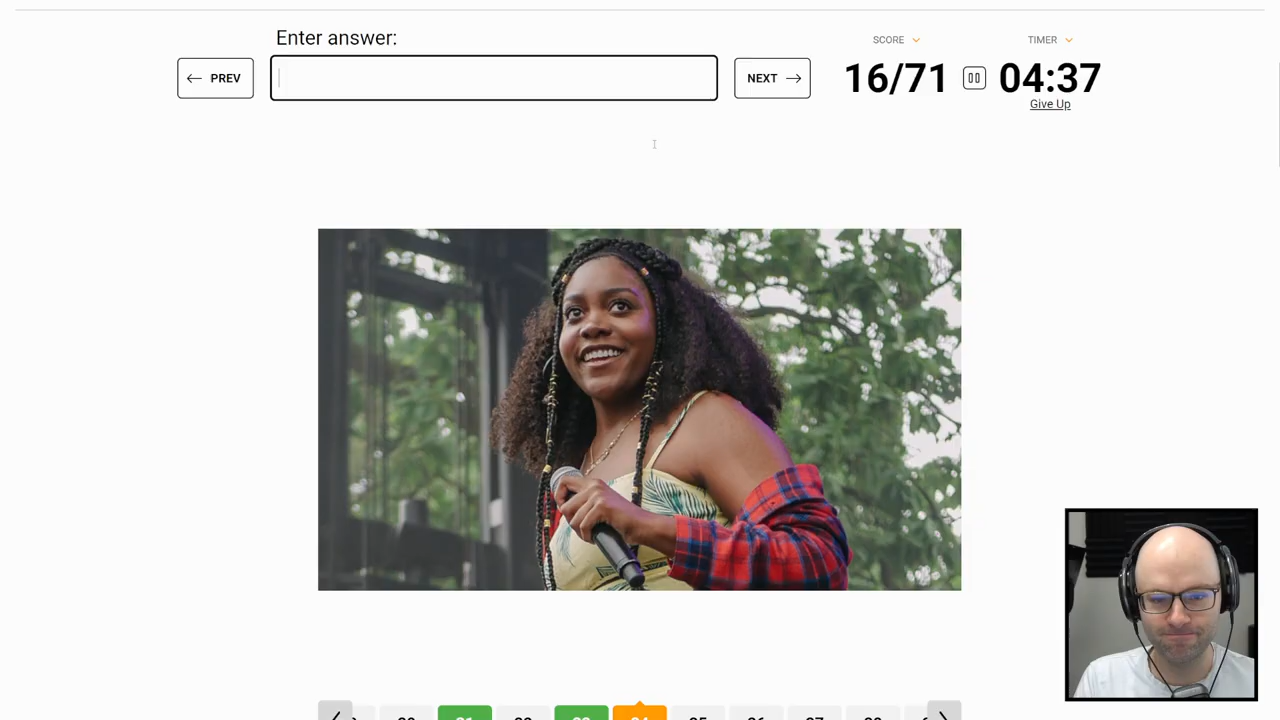 Enter answer:
SCORE
TIMER
← PREV
NEXT →
16/71
04:37
Give Up